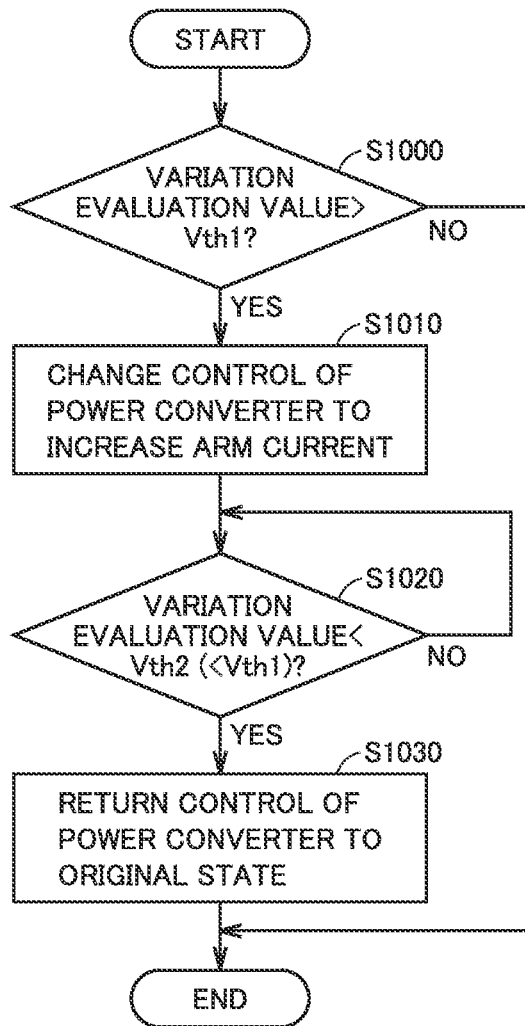 START
S1000
VARIATION
EVALUATION VALUE>
Vth1?
NO
YES
S1010
CHANGE CONTROL OF
POWER CONVERTER TO
INCREASE ARM CURRENT
S1020
VARIATION
EVALUATION VALUE<
Vth2 (<Vth1)?
NO
YES
S1030
RETURN CONTROL OF
POWER CONVERTER TO
ORIGINAL STATE
END